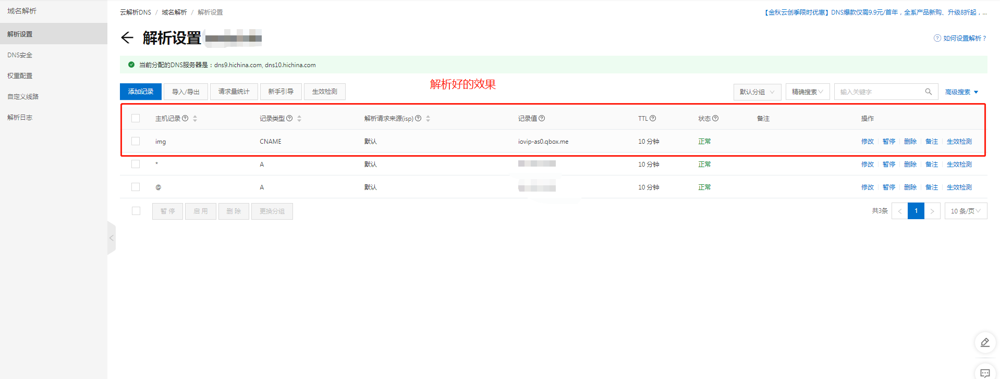 域名解析
解析设置
DNS安全
权重配置
自定义线路
解析日志
云解析DNS / 域名解析 / 解析设置
【金秋云创季限时优惠】DNS爆款仅需9.9元/首年，全系产品新购、升级8折起，...
解析设置
如何设置解析？
当前分配的DNS服务器是：dns9.hichina.com, dns10.hichina.com
解析好的效果
添加记录 导入/导出 请求量统计 新手引导 生效检测 默认分组 精确搜索 输入关键字 高级搜索
主机记录 记录类型 解析请求来源(isp) 记录值 TTL 状态 备注 操作
img CNAME 默认 iovip-as0.qbox.me 10 分钟 正常 修改 暂停 删除 备注 生效检测
* A 默认 10 分钟 正常 修改 暂停 删除 备注 生效检测
@ A 默认 10 分钟 正常 修改 暂停 删除 备注 生效检测
暂停 启用 删除 更换分组 共3条 < 1 > 10 条/页